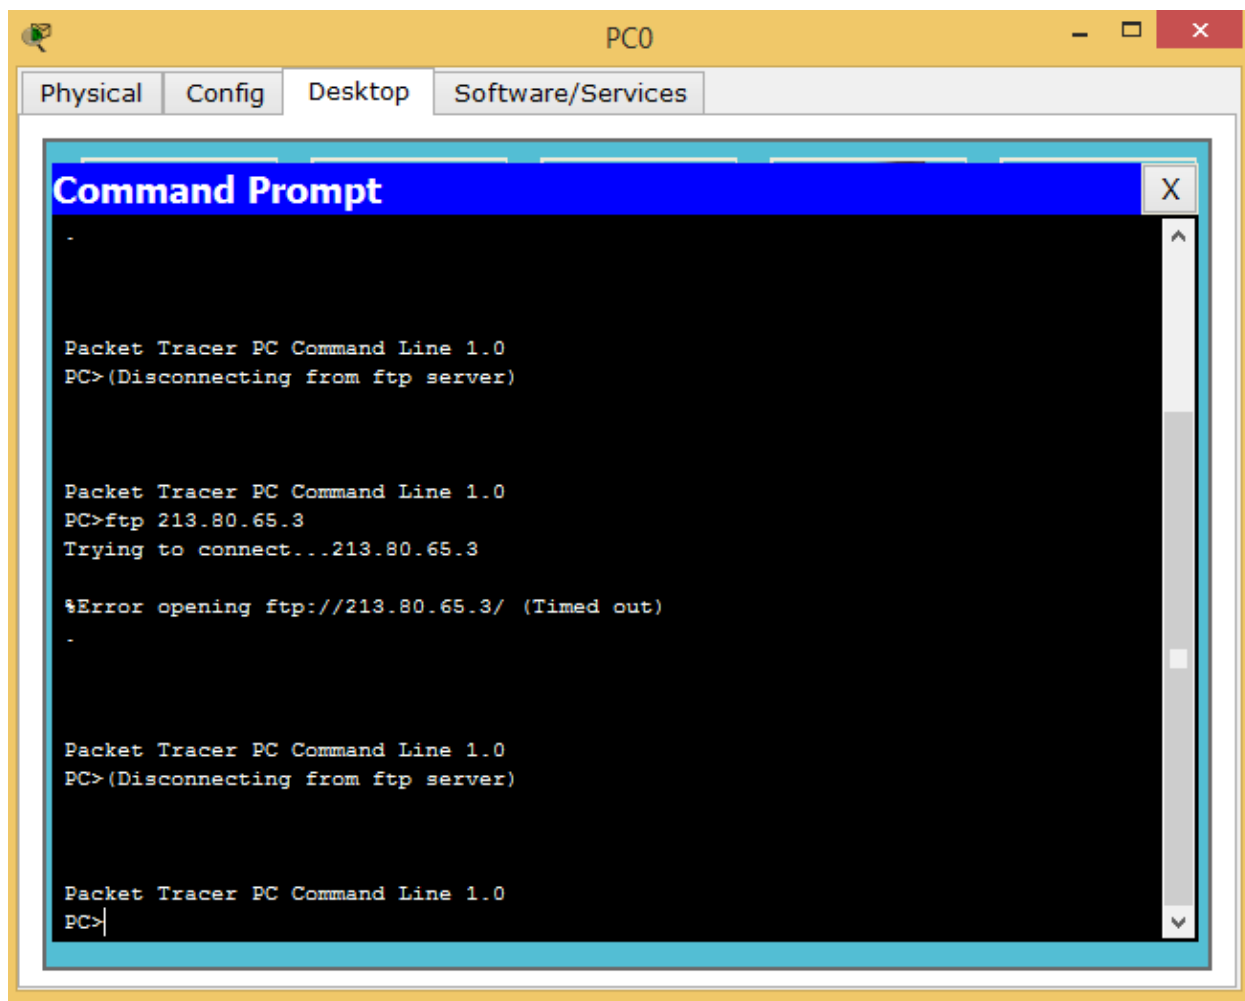 PC0
Physical Config Desktop Software/Services
Command Prompt X
-
Packet Tracer PC Command Line 1.0
PC>(Disconnecting from ftp server)
Packet Tracer PC Command Line 1.0
PC>ftp 213.80.65.3
Trying to connect...213.80.65.3
%Error opening ftp://213.80.65.3/ (Timed out)
-
Packet Tracer PC Command Line 1.0
PC>(Disconnecting from ftp server)
Packet Tracer PC Command Line 1.0
PC>